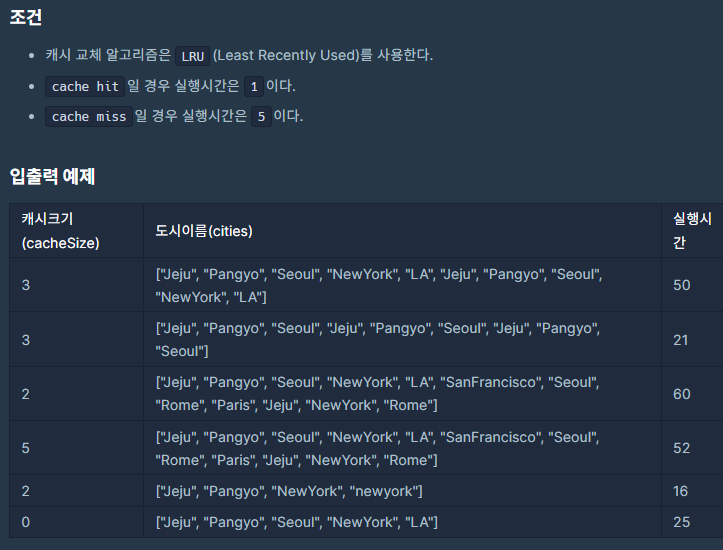 조건
캐시 교체 알고리즘은 LRU (Least Recently Used)를 사용한다.
cache hit 일 경우 실행시간은 1 이다.
cache miss 일 경우 실행시간은 5 이다.
입출력 예제
캐시크기
(cacheSize)
도시이름(cities)
실행시
간
3
["Jeju", "Pangyo", "Seoul", "NewYork", "LA", "Jeju", "Pangyo", "Seoul",
"NewYork", "LA"]
50
3
["Jeju", "Pangyo", "Seoul", "Jeju", "Pangyo", "Seoul", "Jeju", "Pangyo",
"Seoul"]
21
2
["Jeju", "Pangyo", "Seoul", "NewYork", "LA", "SanFrancisco", "Seoul",
"Rome", "Paris", "Jeju", "NewYork", "Rome"]
60
5
["Jeju", "Pangyo", "Seoul", "NewYork", "LA", "SanFrancisco", "Seoul",
"Rome", "Paris", "Jeju", "NewYork", "Rome"]
52
2
["Jeju", "Pangyo", "NewYork", "newyork"]
16
0
["Jeju", "Pangyo", "Seoul", "NewYork", "LA"]
25